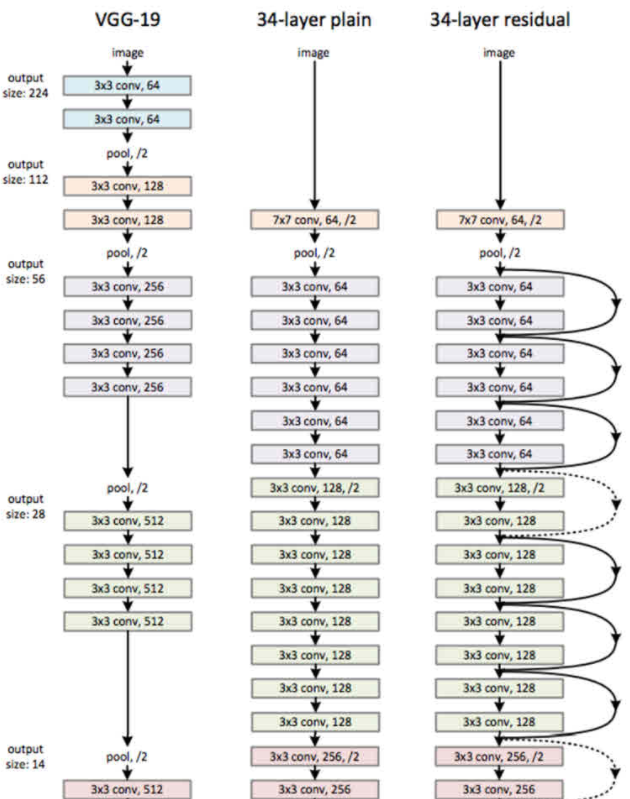 VGG-19 34-layer plain 34-layer residual
image image image
output
size: 224
3x3 conv, 64
3x3 conv, 64
pool, /2
output
size: 112
3x3 conv, 128
3x3 conv, 128 7x7 conv, 64, /2 7x7 conv, 64, /2
pool, /2 pool, /2 pool, /2
output
size: 56
3x3 conv, 256 3x3 conv, 64 3x3 conv, 64
3x3 conv, 256 3x3 conv, 64 3x3 conv, 64
3x3 conv, 256 3x3 conv, 64 3x3 conv, 64
3x3 conv, 256 3x3 conv, 64 3x3 conv, 64
3x3 conv, 64 3x3 conv, 64
3x3 conv, 64 3x3 conv, 64
pool, /2 3x3 conv, 128, /2 3x3 conv, 128, /2
output
size: 28
3x3 conv, 512 3x3 conv, 128 3x3 conv, 128
3x3 conv, 512 3x3 conv, 128 3x3 conv, 128
3x3 conv, 512 3x3 conv, 128 3x3 conv, 128
3x3 conv, 512 3x3 conv, 128 3x3 conv, 128
3x3 conv, 128 3x3 conv, 128
3x3 conv, 128 3x3 conv, 128
3x3 conv, 128 3x3 conv, 128
output
size: 14
pool, /2 3x3 conv, 256, /2 3x3 conv, 256, /2
3x3 conv, 512 3x3 conv, 256 3x3 conv, 256